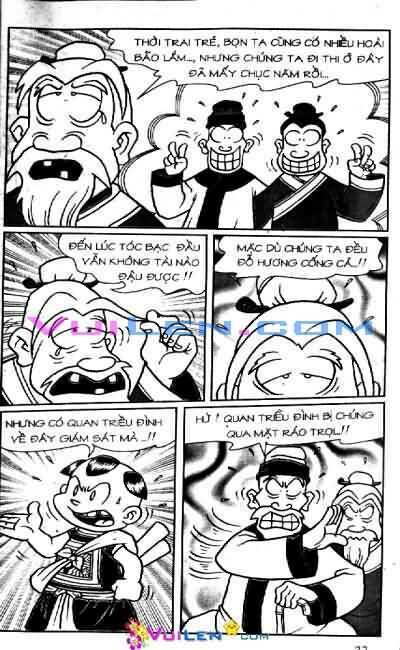 THỜI TRAI TRẺ, BỌN TA CŨNG CÓ NHIỀU HOÀI
BÃO LẮM..., NHƯNG CHÚNG TA ĐI THI Ở ĐÂY
ĐÃ MẤY CHỤC NĂM RỒI...
ĐẾN LÚC TÓC BẠC ĐẦU
VẪN KHÔNG TÀI NÀO
ĐẬU ĐƯỢC!!
MẶC DÙ CHÚNG TA ĐỀU
ĐỖ HƯƠNG CỐNG CẢ...!!
VUILEN.COM
NHƯNG CÓ QUAN TRIỀU ĐÌNH
VỀ ĐÂY GIÁM SÁT MÀ...!!
HỪ! QUAN TRIỀU ĐÌNH BỊ CHÚNG
QUA MẶT RÁO TRỌI...!!
VUILEN.COM